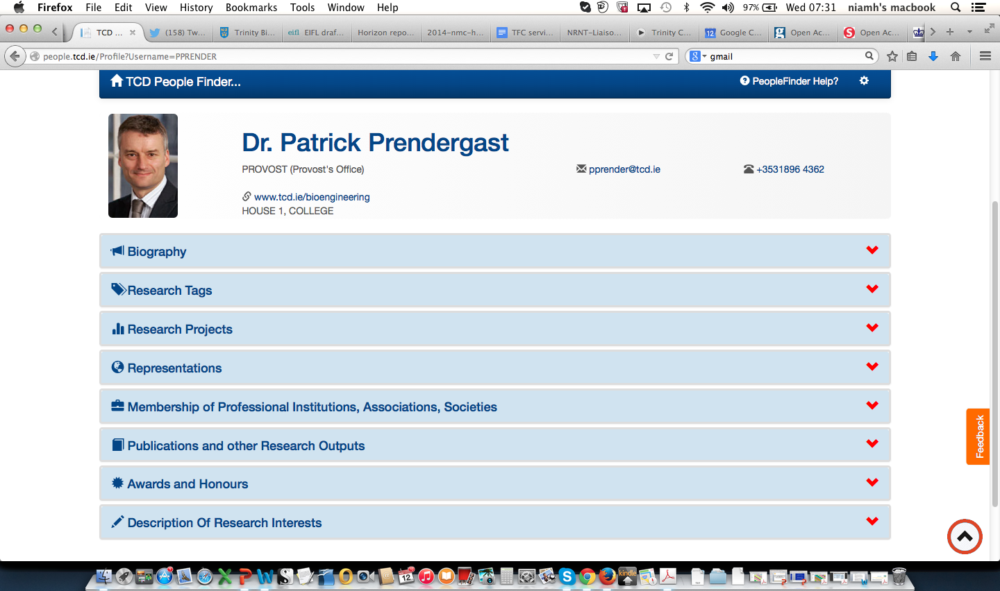 Firefox File Edit View History Bookmarks Tools Window Help 97% Wed 07:31 niamh's macbook
TCD ... (158) Tw... Trinity Bi... eifl EIFL draf... Horizon repo... 2014-nmc-h... TFC servi... NRNT-Liaiso... Trinity C... 12 Google C... Open Ac... Open Ac...
people.tcd.ie/Profile?Username=PPRENDER gmail
TCD People Finder... PeopleFinder Help?
Dr. Patrick Prendergast
PROVOST (Provost's Office) pprender@tcd.ie +3531896 4362
www.tcd.ie/bioengineering
HOUSE 1, COLLEGE
Biography
Research Tags
Research Projects
Representations
Membership of Professional Institutions, Associations, Societies
Publications and other Research Outputs
Awards and Honours
Description Of Research Interests
Feedback
12
kindle